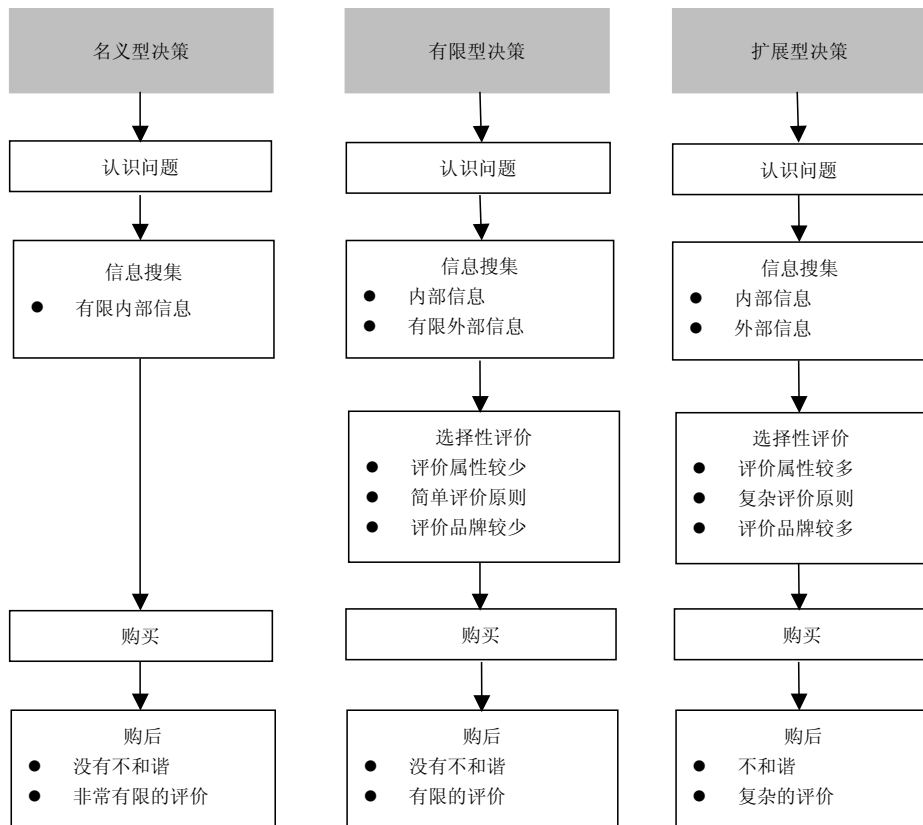 名义型决策
认识问题
信息搜集
● 有限内部信息
购买
购后
● 没有不和谐
● 非常有限的评价
有限型决策
认识问题
信息搜集
● 内部信息
● 有限外部信息
选择性评价
● 评价属性较少
● 简单评价原则
● 评价品牌较少
购买
购后
● 没有不和谐
● 有限的评价
扩展型决策
认识问题
信息搜集
● 内部信息
● 外部信息
选择性评价
● 评价属性较多
● 复杂评价原则
● 评价品牌较多
购买
购后
● 不和谐
● 复杂的评价